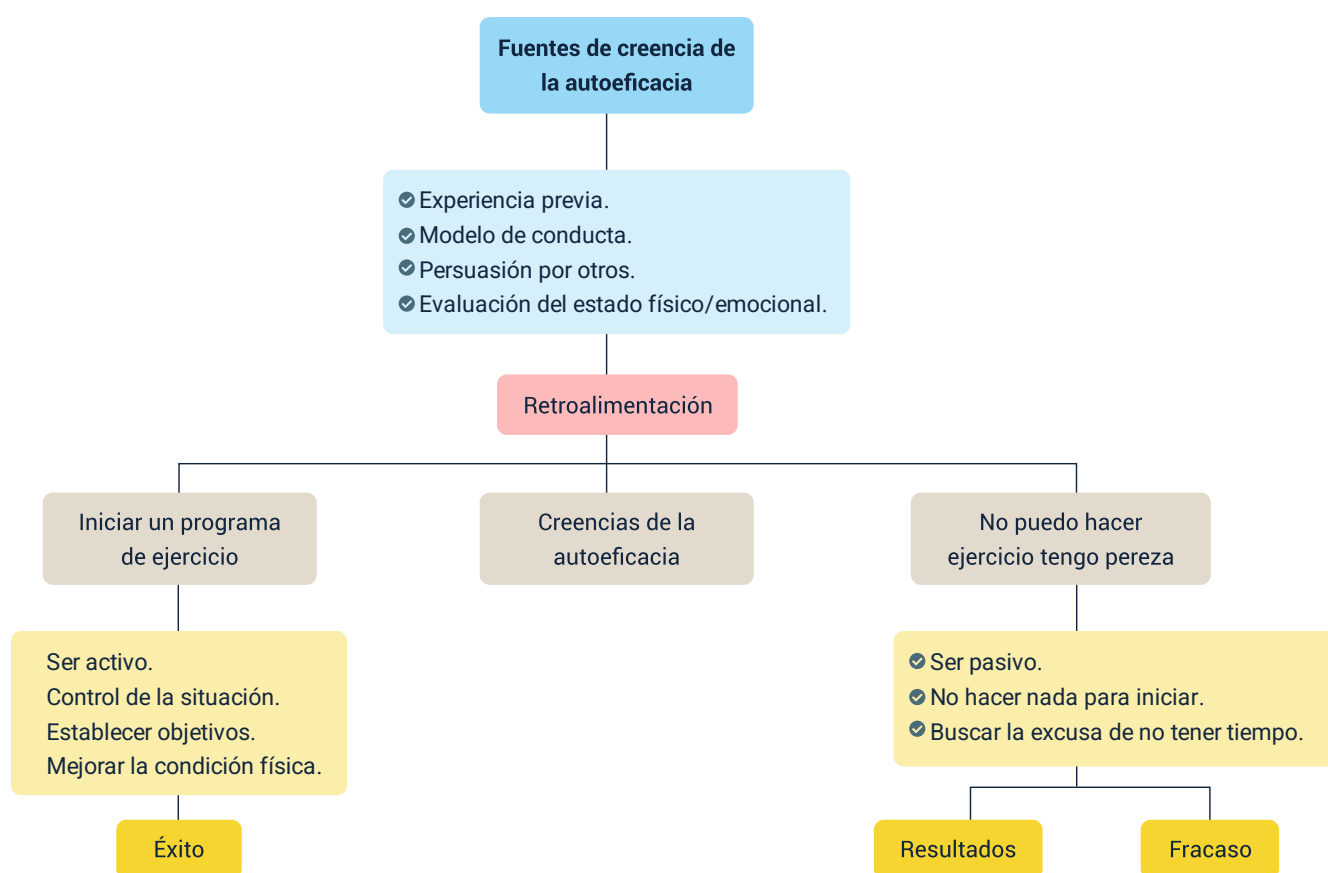 Fuentes de creencia de
la autoeficacia
Experiencia previa.
Modelo de conducta.
Persuasión por otros.
Evaluación del estado físico/emocional.
Retroalimentación
Iniciar un programa
de ejercicio
Creencias de la
autoeficacia
No puedo hacer
ejercicio tengo pereza
Ser activo.
Control de la situación.
Establecer objetivos.
Mejorar la condición física.
Ser pasivo.
No hacer nada para iniciar.
Buscar la excusa de no tener tiempo.
Éxito
Resultados
Fracaso